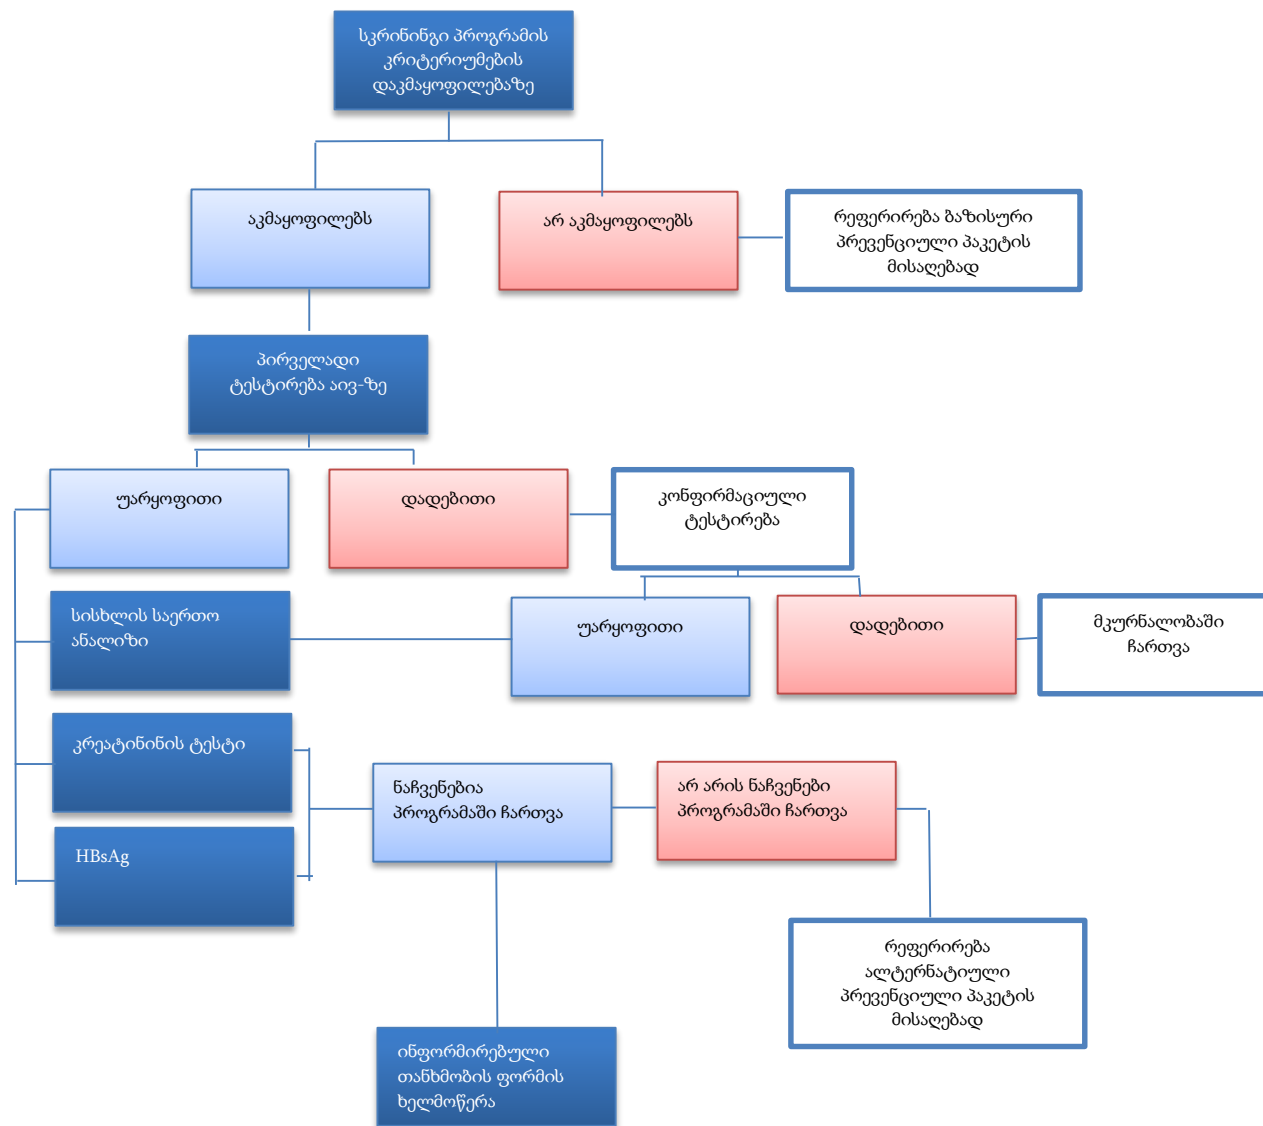 სკრინინგი პროგრამის
კრიტერიუმების
დაკმაყოფილებაზე
აკმაყოფილებს
არ აკმაყოფილებს
რეფერირება ბაზისური
პრევენციული პაკეტის
მისაღებად
პირველადი
ტესტირება აივ-ზე
უარყოფითი
დადებითი
კონფირმაციული
ტესტირება
სისხლის საერთო
ანალიზი
უარყოფითი
დადებითი
მკურნალობაში
ჩართვა
კრეატინინის ტესტი
ნაჩვენებია
პროგრამაში ჩართვა
არ არის ნაჩვენები
პროგრამაში ჩართვა
HBsAg
რეფერირება
ალტერნატიული
პრევენციული პაკეტის
მისაღებად
ინფორმირებული
თანხმობის ფორმის
ხელმოწერა